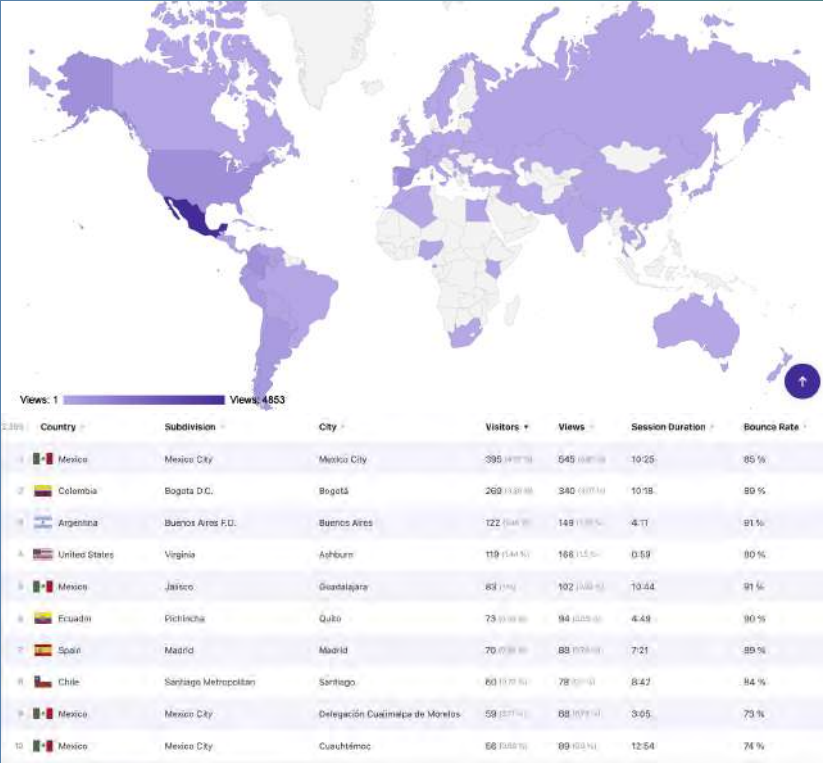 Views: 1 Views: 4853
Country Subdivision City Visitors Views Session Duration Bounce Rate
1 Mexico Mexico City Mexico City 395 545 10:25 85 %
2 Colombia Bogota D.C. Bogotá 269 340 10:18 89 %
Argentina Buenos Aires F.D. Buenos Aires 122 149 4:11 91 %
United States Virginia Ashburn 119 166 0:59 80 %
Mexico Jalisco Guadalajara 83 102 10:44 91 %
Ecuador Pichincha Quito 73 94 4:49 90 %
7 Spain Madrid Madrid 70 88 7:21 89 %
8 Chile Santiago Metropolitan Santiago 60 78 8:42 84 %
9 Mexico Mexico City Delegación Cuajimalpa de Morelos 59 68 3:05 73 %
10 Mexico Mexico City Cuauhtémoc 56 89 12:54 74 %